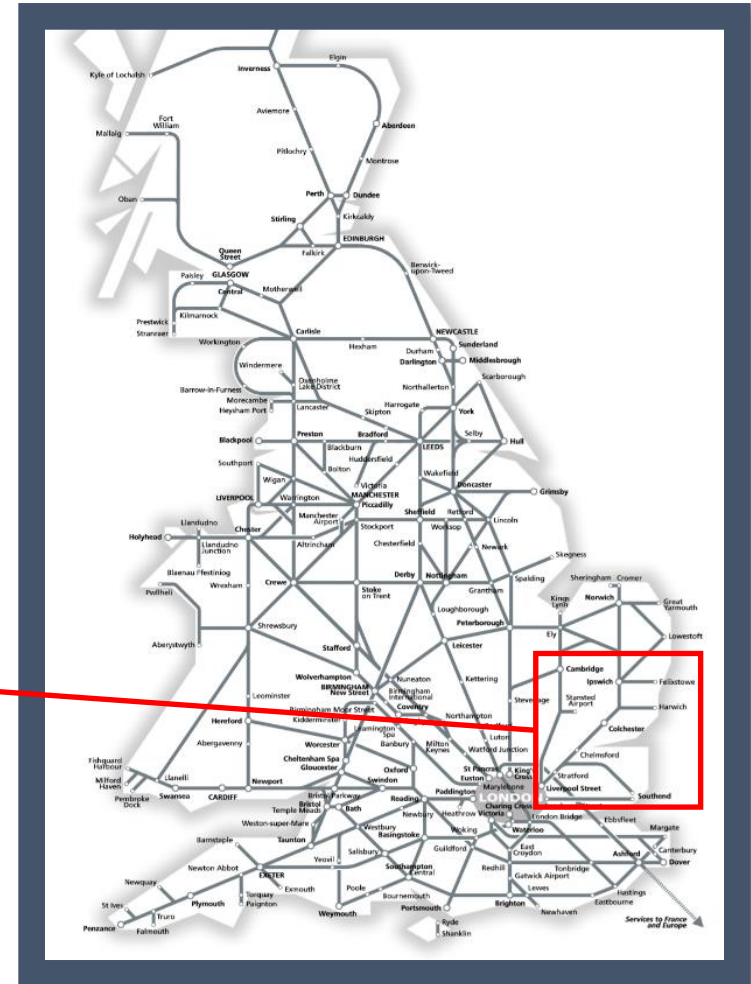 Elgin
Inverness
Kyle of Lochalsh
Aviemore
Fort
William
Aberdeen
Mallaig
Pitlochry
Montrose
Perth
Dundee
Oban
Stirling
Kirkcaldy
EDINBURGH
Queen
Street
Falkirk
Berwick-
upon-Tweed
Paisley
GLASGOW
Central
Motherwell
Kilmarnock
Prestwick
Stranraer
Carlisle
NEWCASTLE
Workington
Hexham
Sunderland
Durham
Darlington
Middlesbrough
Windermere
Scarborough
Oxenholme
Lake District
Barrow-in-Furness
Northallerton
Morecambe
Heysham Port
Lancaster
Harrogate
York
Skipton
Preston
Bradford
Selby
Blackpool
Blackburn
LEEDS
Hull
Huddersfield
Southport
Bolton
Wakefield
Wigan
Victoria
Doncaster
MANCHESTER
Grimsby
LIVERPOOL
Warrington
Piccadilly
Sheffield
Retford
Manchester
Airport
Lincoln
Llandudno
Chester
Stockport
Worksop
Holyhead
Llandudno
Junction
Altrincham
Chesterfield
Newark
Skegness
Blaenau Ffestiniog
Derby
Nottingham
Spalding
Sheringham
Cromer
Pwllheli
Wrexham
Crewe
Stoke
on Trent
Grantham
Kings
Lynn
Norwich
Great
Yarmouth
Loughborough
Shrewsbury
Peterborough
Ely
Lowestoft
Aberystwyth
Stafford
Leicester
Cambridge
Wolverhampton
Nuneaton
Kettering
Ipswich
Felixstowe
BIRMINGHAM
New Street
Birmingham
International
Stansted
Airport
Leominster
Coventry
Stevenage
Harwich
Birmingham Moor Street
Northampton
Hereford
Kidderminster
Leamington
Spa
Colchester
Luton
Abergavenny
Worcester
Banbury
Milton
Keynes
Watford Junction
Chelmsford
Cheltenham Spa
Gloucester
Oxford
St Pancras
King's
Cross
Stratford
Fishguard
Harbour
Llanelli
Euston
Milford
Haven
Newport
Swindon
Marylebone
Liverpool Street
Pembroke
Dock
Swansea
CARDIFF
Bristol Parkway
Reading
Paddington
LONDON
Southend
Bristol
Temple Meads
Bath
Charing Cross
Ebbsfleet
Newbury
Heathrow
Victoria
London Bridge
Weston-super-Mare
Westbury
Basingstoke
Woking
Waterloo
Margate
Barnstaple
Taunton
East
Croydon
Canterbury
Yeovil
Salisbury
Guildford
Ashford
Dover
Newton Abbot
Southampton
Central
Redhill
Tonbridge
Gatwick Airport
EXETER
Newquay
Exmouth
Poole
Lewes
Hastings
Torquay
Paignton
Bournemouth
Eastbourne
St Ives
Plymouth
Brighton
Newhaven
Truro
Weymouth
Portsmouth
Penzance
Falmouth
Ryde
Shanklin
Services to France
and Europe